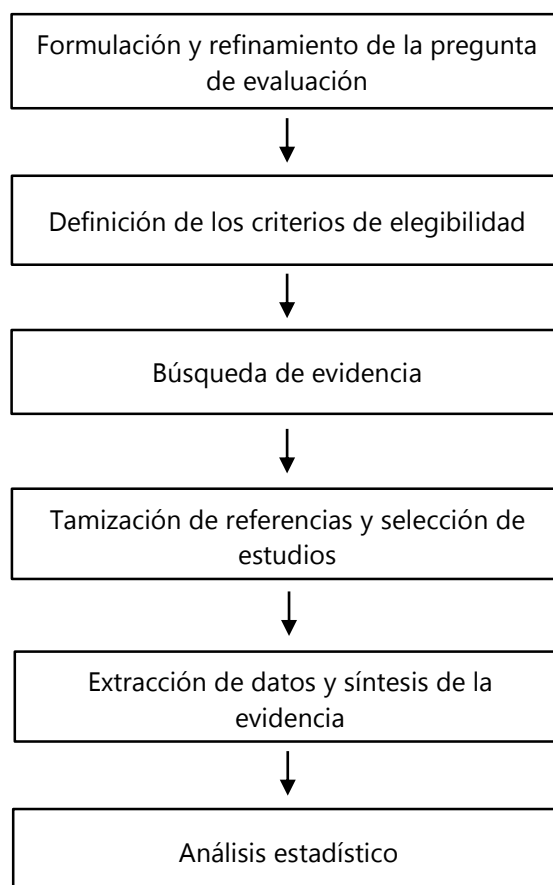 Formulación y refinamiento de la pregunta
de evaluación
Definición de los criterios de elegibilidad
Búsqueda de evidencia
Tamización de referencias y selección de
estudios
Extracción de datos y síntesis de la
evidencia
Análisis estadístico